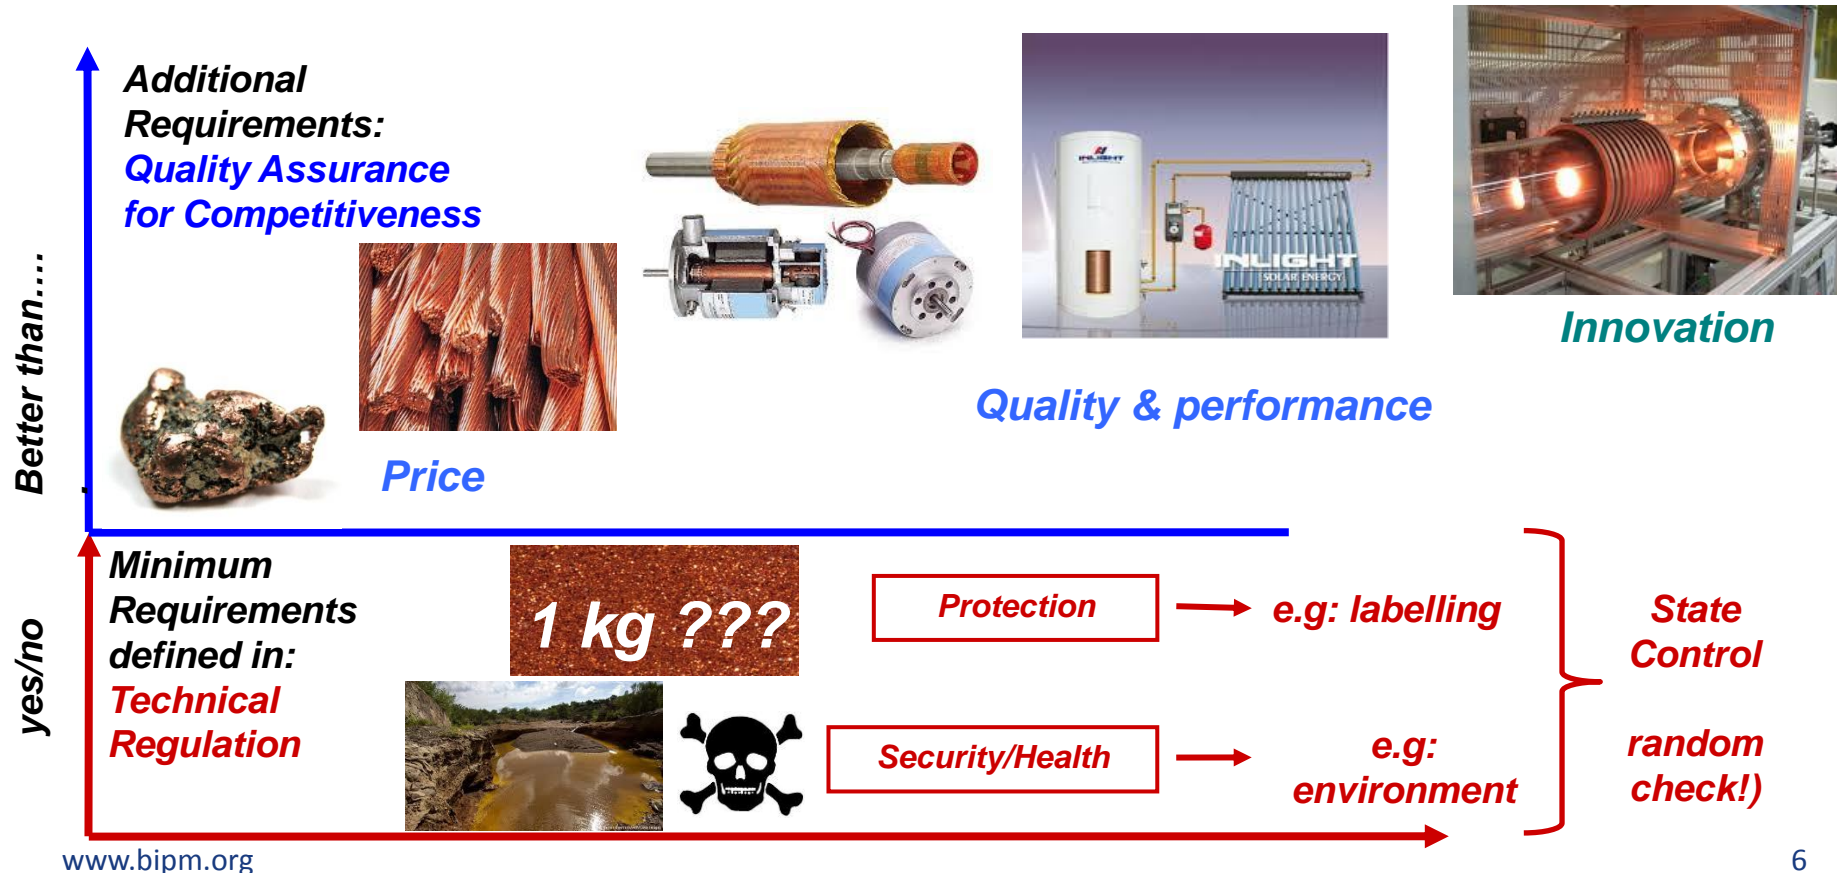 Additional
Requirements:
Quality Assurance
for Competitiveness
Better than....
.
INLIGHT
INLIGHT
INLIGHT
SOLAR ENERGY
Innovation
Quality & performance
Price
yes/no
Minimum
Requirements
defined in:
Technical
Regulation
1 kg ???
Protection
e.g: labelling
Security/Health
e.g:
environment
State
Control
random
check!)
www.bipm.org
6